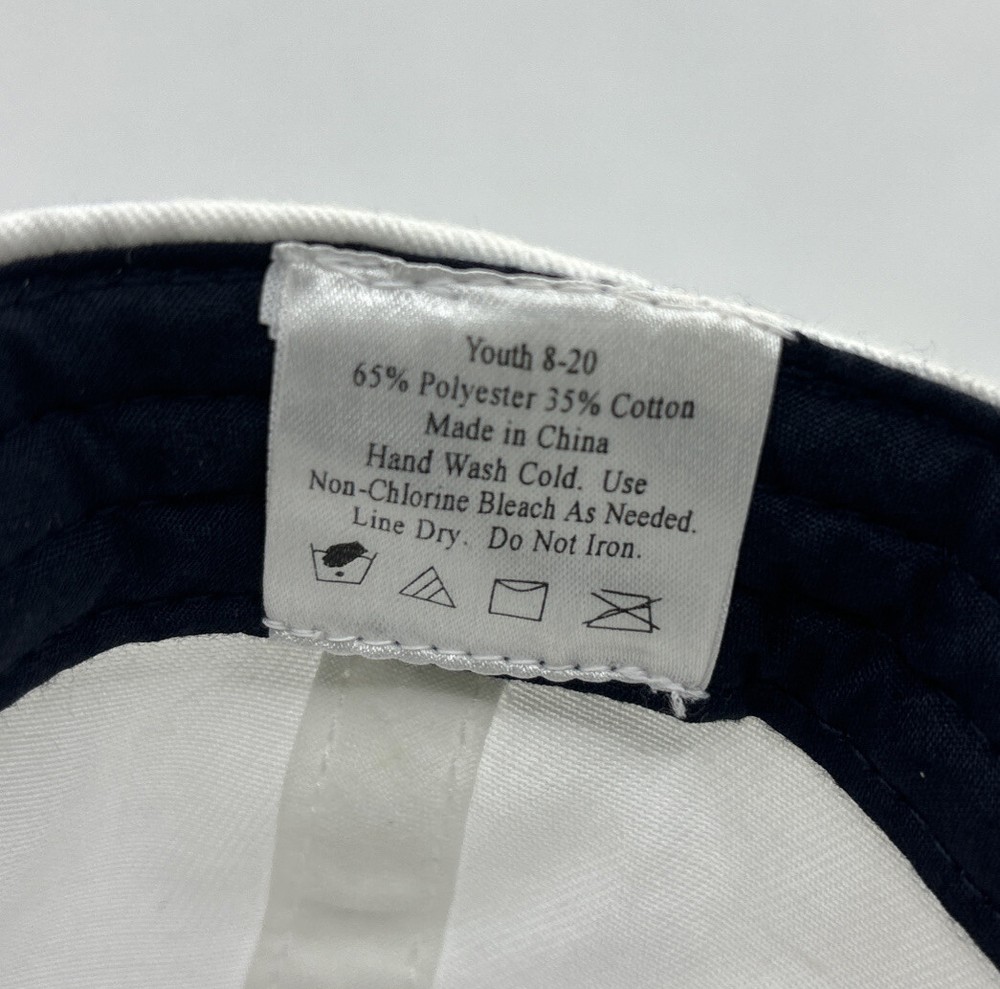 Youth 8-20
65% Polyester 35% Cotton
Made in China
Hand Wash Cold. Use
Non-Chlorine Bleach As Needed.
Line Dry. Do Not Iron.